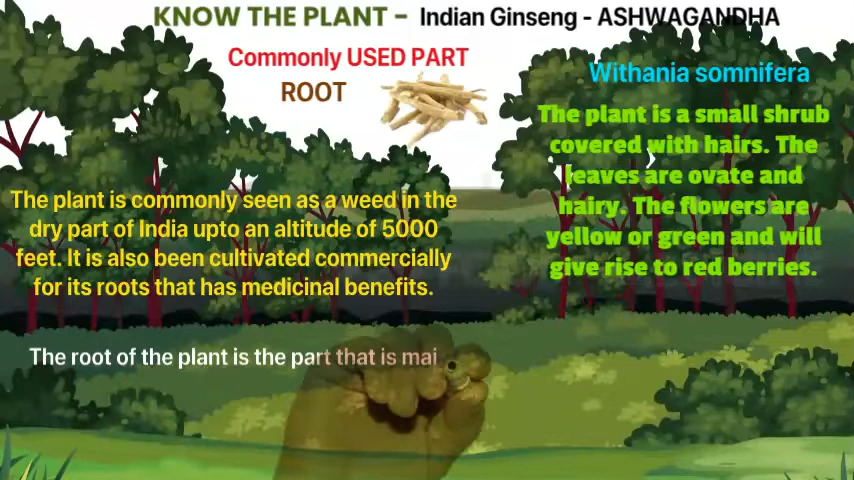 KNOW THE PLANT – Indian Ginseng - ASHWAGANDHA
Commonly USED PART
ROOT
Withania somnifera
The plant is a small shrub
covered with hairs. The
leaves are ovate and
hairy. The flowers are
yellow or green and will
give rise to red berries.
The plant is commonly seen as a weed in the
dry part of India upto an altitude of 5000
feet. It is also been cultivated commercially
for its roots that has medicinal benefits.
The root of the plant is the part that is mai